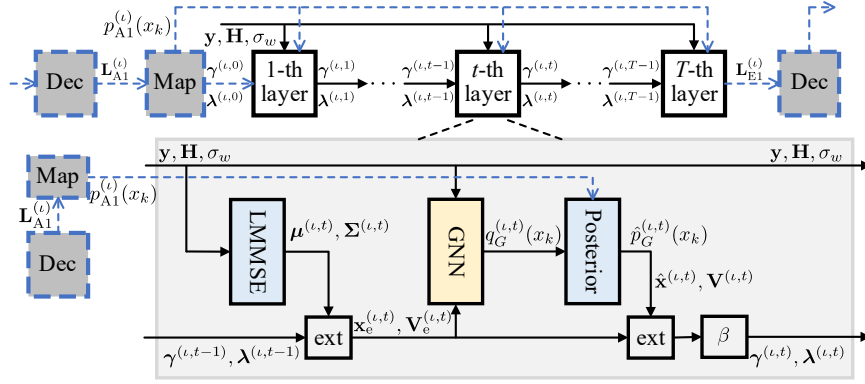 p_{A1}^{(ι)}(x_k)
y, H, σ_w
Dec
L_{A1}^{(ι)}
Map
γ^{(ι,0)}
λ^{(ι,0)}
1-th layer
γ^{(ι,1)}
λ^{(ι,1)}
···
γ^{(ι,t−1)}
λ^{(ι,t−1)}
t-th layer
γ^{(ι,t)}
λ^{(ι,t)}
···
γ^{(ι,T−1)}
λ^{(ι,T−1)}
T-th layer
L_{E1}^{(ι)}
Dec
y, H, σ_w
y, H, σ_w
Map
p_{A1}^{(ι)}(x_k)
L_{A1}^{(ι)}
Dec
LMMSE
μ^{(ι,t)}, Σ^{(ι,t)}
GNN
q_G^{(ι,t)}(x_k)
Posterior
p̂_G^{(ι,t)}(x_k)
x̂^{(ι,t)}, V^{(ι,t)}
ext
x_e^{(ι,t)}, V_e^{(ι,t)}
ext
β
γ^{(ι,t−1)}, λ^{(ι,t−1)}
γ^{(ι,t)}, λ^{(ι,t)}